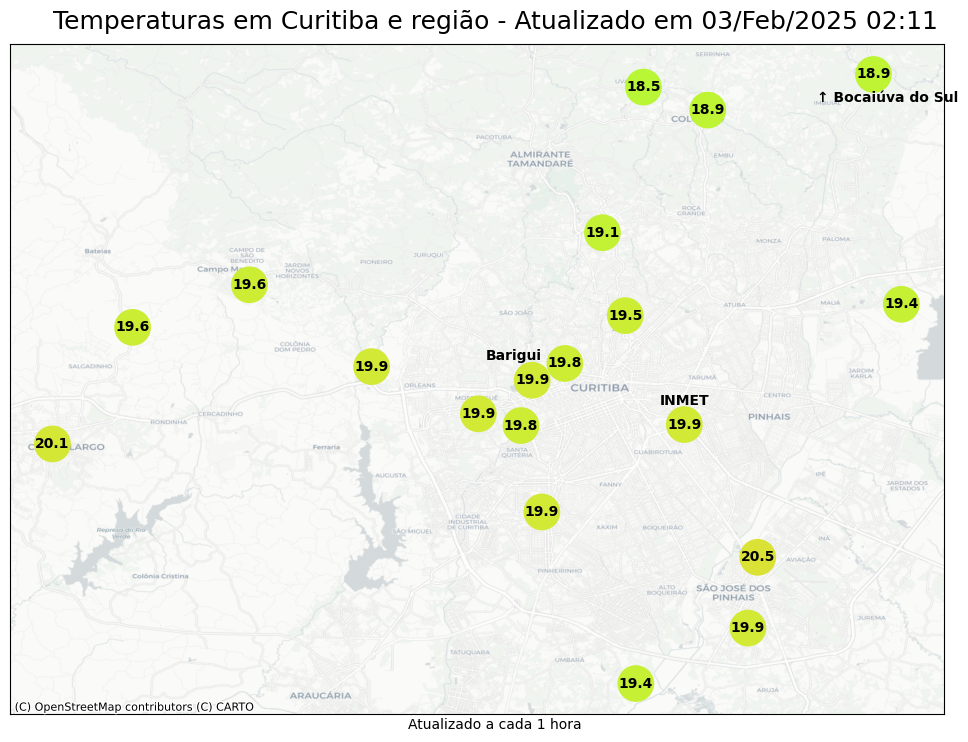 Temperaturas em Curitiba e região - Atualizado em 03/Feb/2025 02:11
SERRINHA
18.9
18.5
↑ Bocaiúva do Sul
18.9
PACOTUBA
ALMIRANTE
TAMANDARÉ
EMBU
ROÇA
GRANDE
19.1
MONZA
PALOMA
Bateias
CAMPO DE
SÃO
BENEDITO
JURUQUI
PIONEIRO
JARDIM
NOVOS
HORIZONTES
Campo M
19.6
19.4
MAUÁ
ATUBA
SÃO JOÃO
19.5
19.6
COLÔNIA
DOM PEDRO
Barigui
19.8
SALGADINHO
19.9
19.9
JARDIM
KARLA
TARUMÃ
ORLEANS
CURITIBA
CENTRO
INMET
19.9
CERCADINHO
RONDINHA
PINHAIS
19.8
19.9
20.1
LARGO
Ferraria
SANTA
QUITÉRIA
GUABIROTUBA
AUGUSTA
IPÊ
FANNY
JARDIM DOS
ESTADOS I
19.9
CIDADE
INDUSTRIAL
DE CURITIBA
SÃO MIGUEL
XAXIM
BOQUEIRÃO
Represa do Rio
Verde
INÁ
20.5
AVIAÇÃO
Colônia Cristina
PINHEIRINHO
ALTO
BOQUEIRÃO
SÃO JOSÉ DOS
PINHAIS
JUREMA
19.9
TATUQUARA
UMBARÁ
19.4
ARAUCÁRIA
ARUJÁ
(C) OpenStreetMap contributors (C) CARTO
Atualizado a cada 1 hora